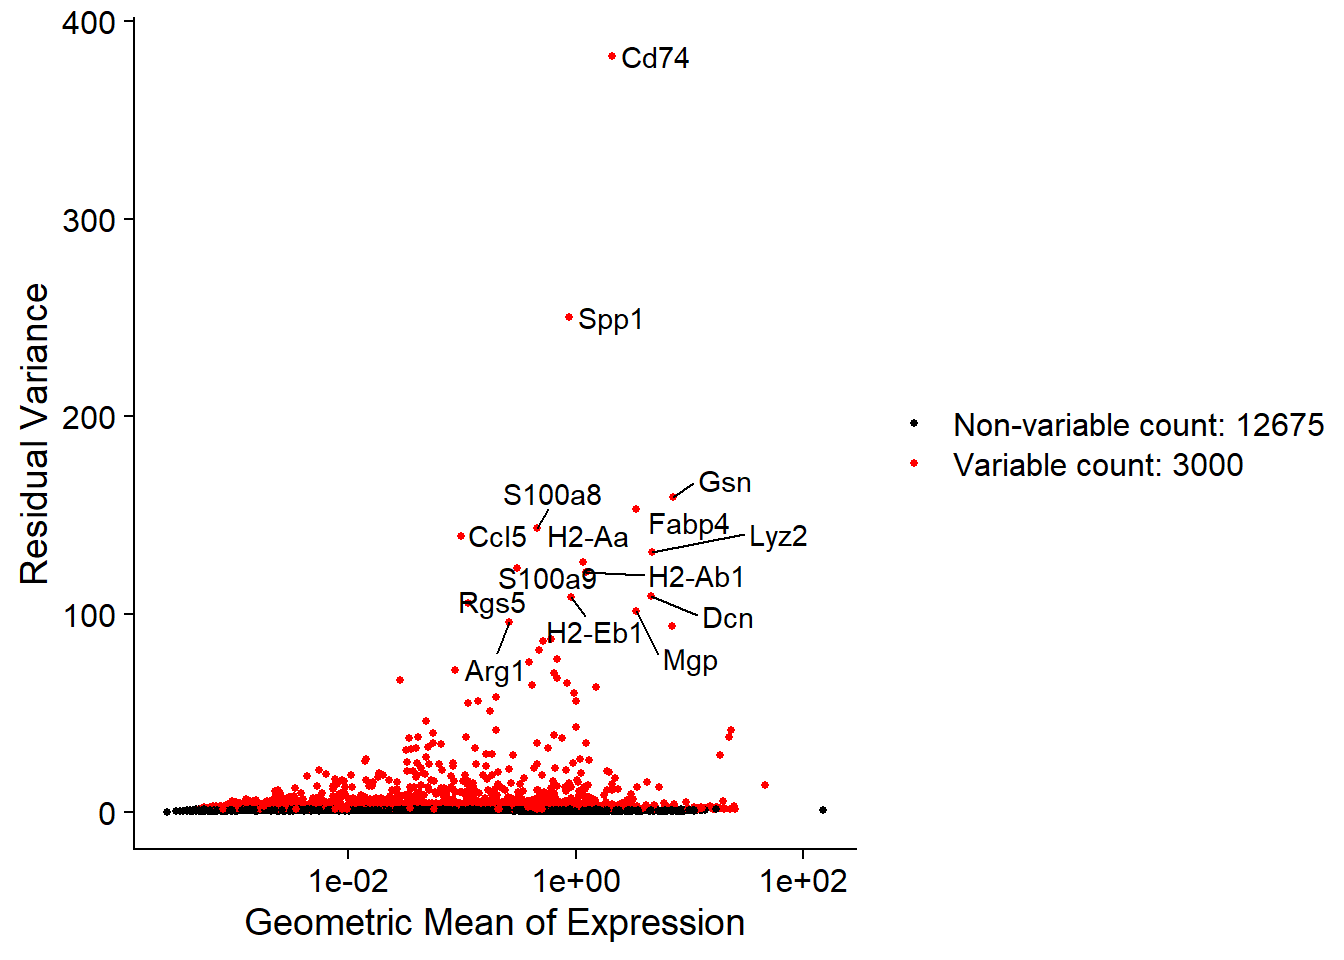 400
Cd74
300
Spp1
Residual Variance
200
Non-variable count: 12675
Variable count: 3000
Gsn
S100a8
Fabp4
Ccl5
H2-Aa
Lyz2
S100a9
H2-Ab1
Rgs5
100
Dcn
H2-Eb1
Mgp
Arg1
0
1e-02
1e+00
1e+02
Geometric Mean of Expression